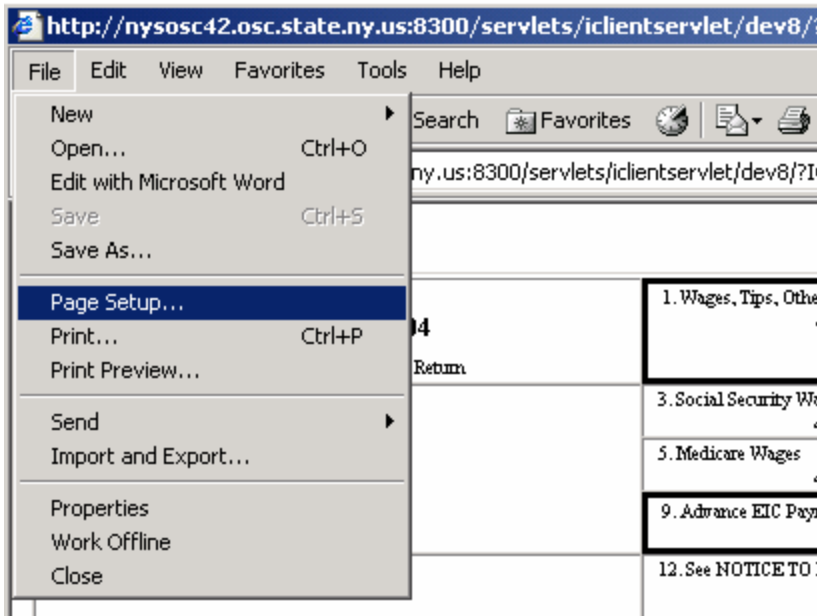 http://nysosc42.osc.state.ny.us:8300/servlets/iclientservlet/dev8/?
File Edit View Favorites Tools Help
Search Favorites
ny.us:8300/servlets/iclientservlet/dev8/?I
New
Open... Ctrl+O
Edit with Microsoft Word
Save Ctrl+S
Save As...
Page Setup...
Print... Ctrl+P
Print Preview...
Send
Import and Export...
Properties
Work Offline
Close
04
Return
1. Wages, Tips, Othe
3. Social Security Wa
5. Medicare Wages
9. Advance EIC Payn
12. See NOTICE TO